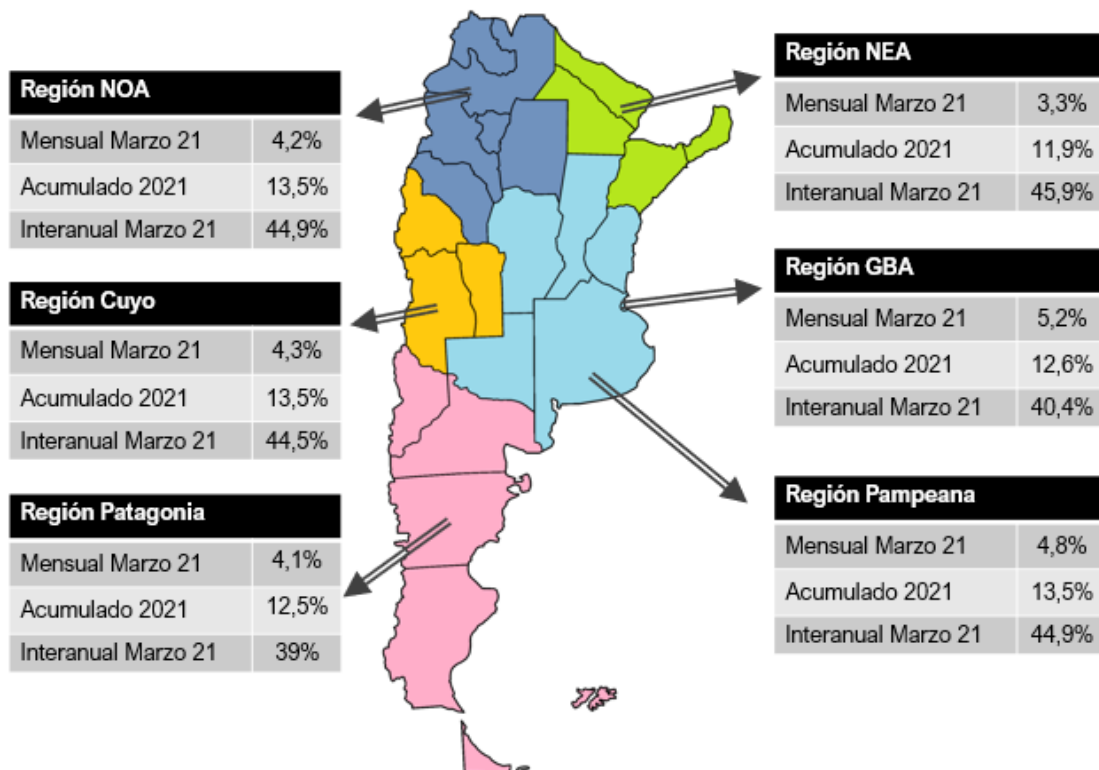 Región NOA
Mensual Marzo 21 4,2%
Acumulado 2021 13,5%
Interanual Marzo 21 44,9%
Región Cuyo
Mensual Marzo 21 4,3%
Acumulado 2021 13,5%
Interanual Marzo 21 44,5%
Región Patagonia
Mensual Marzo 21 4,1%
Acumulado 2021 12,5%
Interanual Marzo 21 39%
Región NEA
Mensual Marzo 21 3,3%
Acumulado 2021 11,9%
Interanual Marzo 21 45,9%
Región GBA
Mensual Marzo 21 5,2%
Acumulado 2021 12,6%
Interanual Marzo 21 40,4%
Región Pampeana
Mensual Marzo 21 4,8%
Acumulado 2021 13,5%
Interanual Marzo 21 44,9%